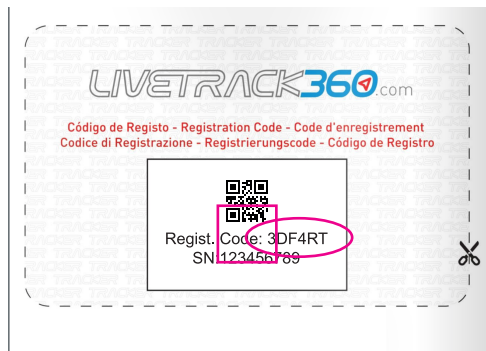 LIVETRACK360.com
Código de Registo - Registration Code - Code d'enregistrement
Codice di Registrazione - Registrierungscode - Código de Registro
Regist. Code: 3DF4RT
SN:123456789